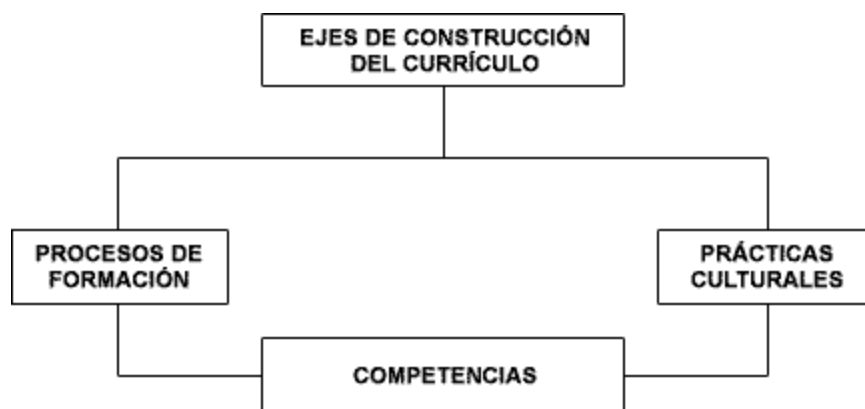 EJES DE CONSTRUCCIÓN
DEL CURRÍCULO
PROCESOS DE
FORMACIÓN
PRÁCTICAS
CULTURALES
COMPETENCIAS